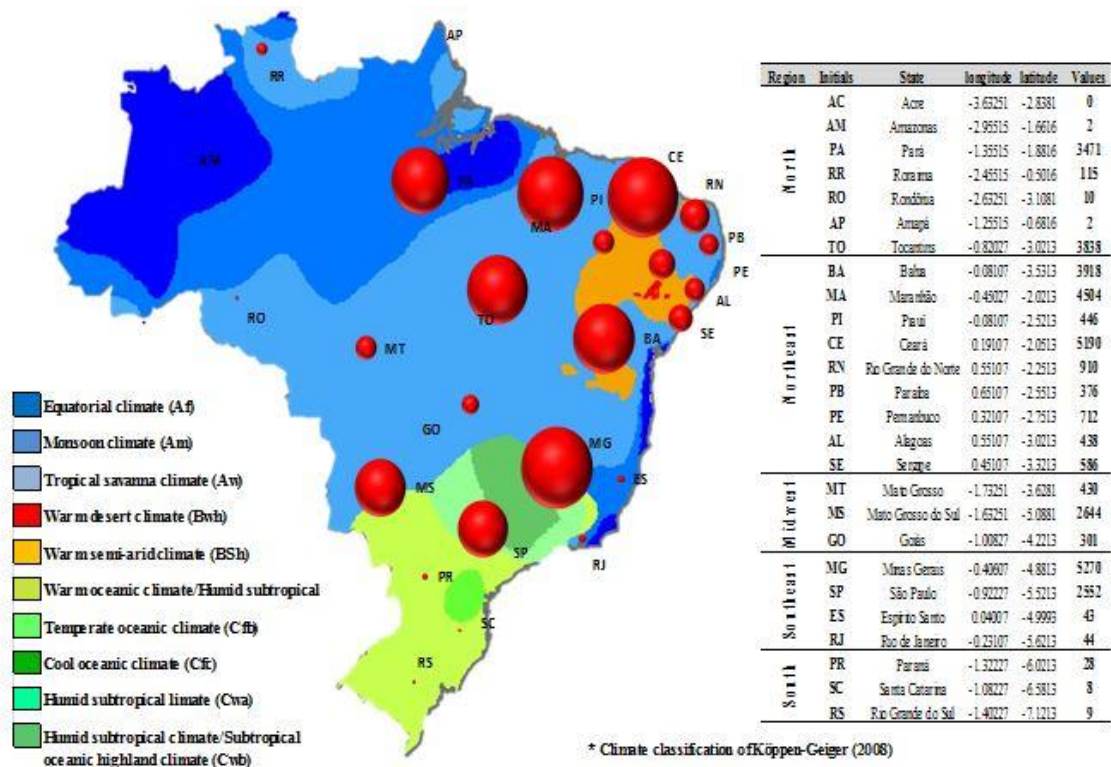 AP
RR
AM
PA
CE
RN
PI
MA
PB
PE
AL
TO
SE
RO
BA
MT
GO
MG
MS
ES
SP
RJ
PR
SC
RS
Equatorial climate (Af)
Monsoon climate (Am)
Tropical savanna climate (Aw)
Warm desert climate (Bwh)
Warm semi-arid climate (BSh)
Warm oceanic climate/Humid subtropical
Temperate oceanic climate (Cfb)
Cool oceanic climate (Cfc)
Humid subtropical limate (Cwa)
Humid subtropical climate/Subtropical
oceanic highland climate (Cwb)
Region Initials State longitude latitude Values
North
AC Acre -3.63251 -2.8381 0
AM Amazonas -2.95515 -1.6616 2
PA Pará -1.35515 -1.8816 3471
RR Roraima -2.45515 -0.5016 115
RO Rondônia -2.63251 -3.1081 10
AP Amapá -1.25515 -0.6816 2
TO Tocantins -0.82027 -3.0213 3838
Northeart
BA Bahia -0.08107 -3.5313 3918
MA Maranhão -0.45027 -2.0213 4504
PI Piauí -0.08107 -2.5213 446
CE Ceará 0.19107 -2.0513 5190
RN Rio Grande do Norte 0.55107 -2.2513 910
PB Paraíba 0.65107 -2.5513 376
PE Pernambuco 0.32107 -2.7513 712
AL Alagoas 0.55107 -3.0213 438
SE Sergipe 0.45107 -3.3213 586
Midwert
MT Mato Grosso -1.73251 -3.6281 430
MS Mato Grosso do Sul -1.63251 -5.0881 2644
GO Goiás -1.00827 -4.2213 301
Southeart
MG Minas Gerais -0.40607 -4.8813 5270
SP São Paulo -0.92227 -5.5213 2552
ES Espírito Santo 0.04007 -4.9993 43
RJ Rio de Janeiro -0.23107 -5.6213 44
South
PR Paraná -1.32227 -6.0213 28
SC Santa Catarina -1.08227 -6.5813 8
RS Rio Grande do Sul -1.40227 -7.1213 9
* Climate classification of Köppen-Geiger (2008)